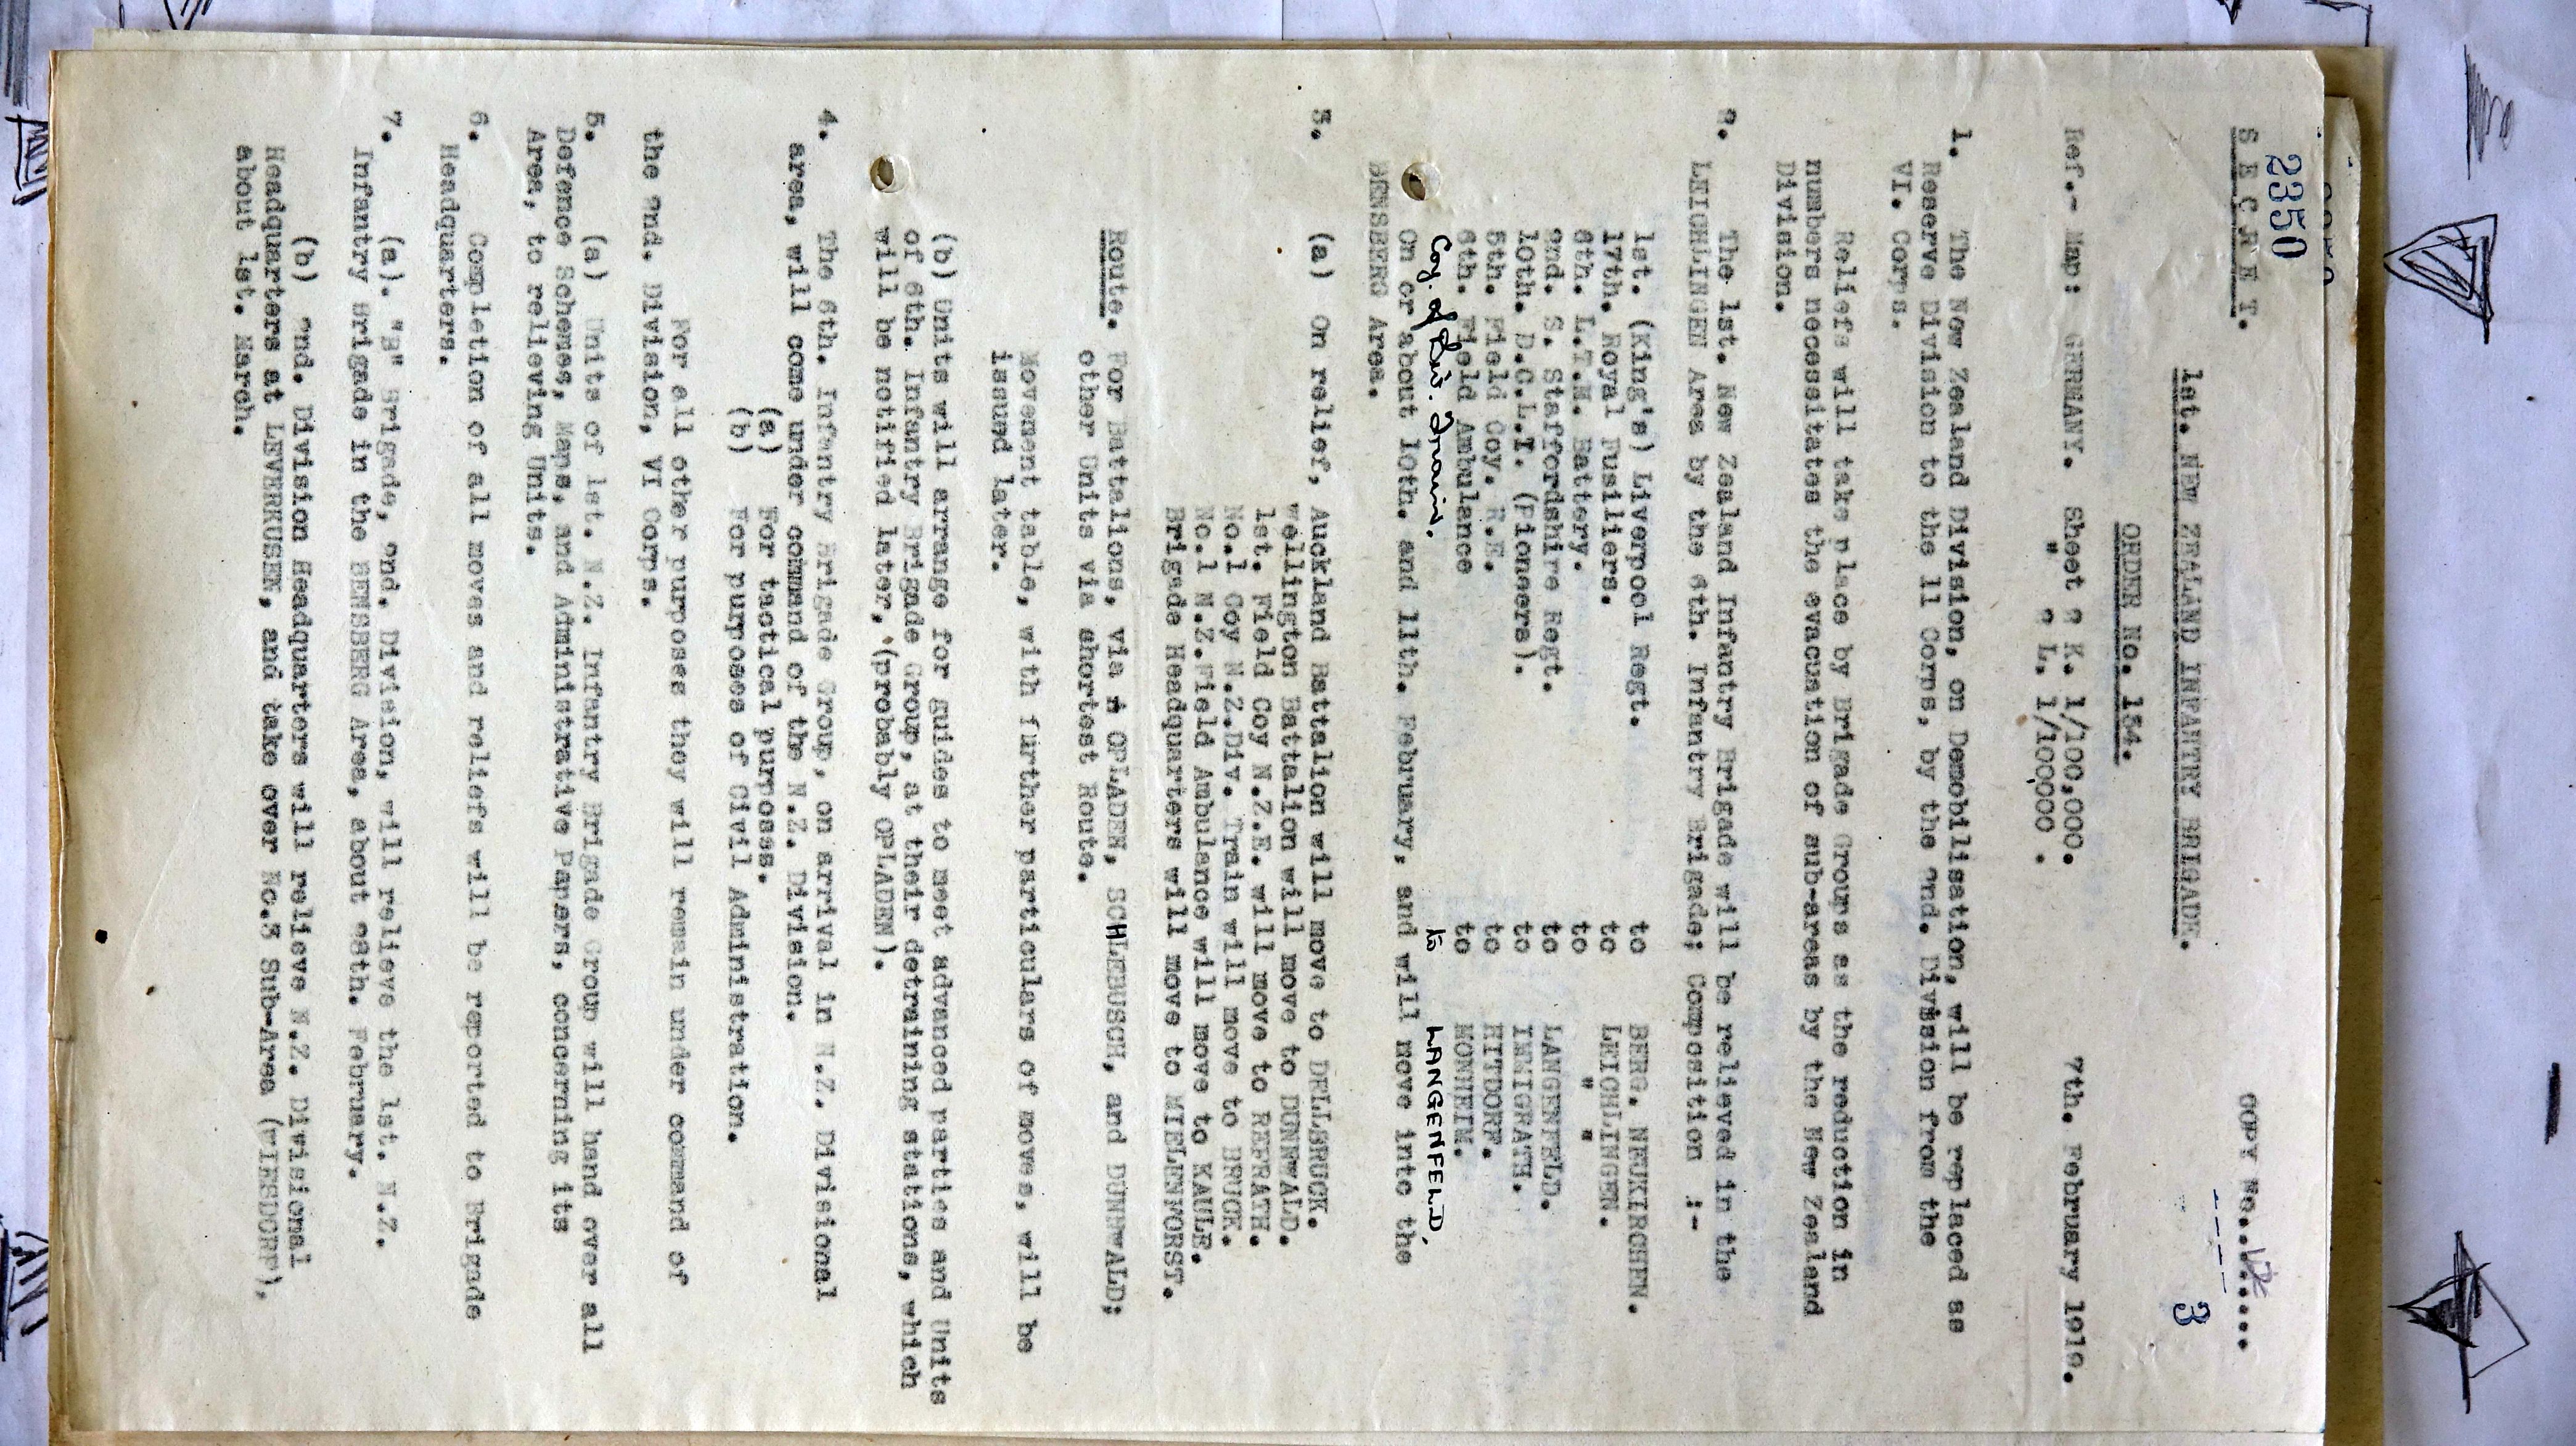 2350
S E C R E T.
COPY No.........
3
1st. NEW ZEALAND INFANTRY BRIGADE.
ORDER No. 154.
Ref.- Map: GERMANY. Sheet 2 K. 1/100,000.
" 2 L. 1/100,000 .
7th. February 1919.
1. The New Zealand Division, on Demobilisation, will be replaced as
Reserve Division to the 11 Corps, by the 2nd. Division from the
VI. Corps.
Reliefs will take place by Brigade Groups as the reduction in
numbers necessitates the evacuation of sub-areas by the New Zealand
Division.
2. The 1st. New Zealand Infantry Brigade will be relieved in the
LEICHLINGEN Area by the 6th. Infantry Brigade; Composition :-
1st. (King's) Liverpool Regt. to BERG. NEUKIRCHEN.
17th. Royal Fusiliers. to LEICHLINGEN.
6th. L.T.M. Battery. to " "
2nd. S. Staffordshire Regt. to LANGENFELD.
10th. D.C.L.I. (Pioneers). to IMMIGRATH.
5th. Field Coy. R.E. to HITDORF.
6th. Field Ambulance to MONHEIM.
Coy. of Div. Train. to LANGENFELD.
On or about 10th. and 11th. February, and will move into the
BENSBERG Area.
3. (a) On relief, Auckland Battalion will move to DELLBRUCK.
Wellington Battalion will move to DUNNWALD.
1st. Field Coy N.Z.E. will move to REFRATH.
No.1 Coy N.Z.Div. Train will move to BRUCK.
No.1 N.Z.Field Ambulance will move to KAULE.
Brigade Headquarters will move to MIELENFORST.
Route. For Battalions, via OPLADEN, SCHLEBUSCH, and DUNNWALD;
other Units via shortest Route.
Movement table, with further particulars of moves, will be
issued later.
(b) Units will arrange for guides to meet advanced parties and Units
of 6th. Infantry Brigade Group, at their detraining stations, which
will be notified later, (probably OPLADEN).
4. The 6th. Infantry Brigade Group, on arrival in N.Z. Divisional
area, will come under command of the N.Z. Division.
(a) For tactical purposes.
(b) For purposes of Civil Administration.
For all other purposes they will remain under command of
the 2nd. Division, VI Corps.
5. (a) Units of 1st. N.Z. Infantry Brigade Group will hand over all
Defence Schemes, Maps, and Administrative Papers, concerning its
Area, to relieving Units.
6. Completion of all moves and reliefs will be reported to Brigade
Headquarters.
7. (a). "B" Brigade, 2nd. Division, will relieve the 1st. N.Z.
Infantry Brigade in the BENSBERG Area, about 28th. February.
(b) 2nd. Division Headquarters will relieve N.Z. Divisional
Headquarters at LEVERKUSEN, and take over No.3 Sub-Area (WIESDORF),
about 1st. March.